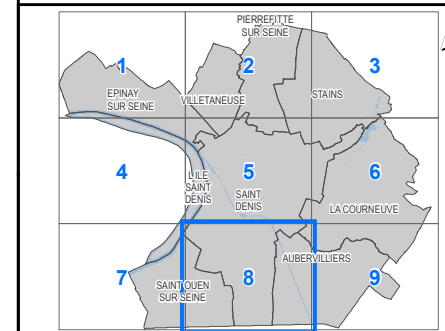 PIERREFITTE
SUR SEINE
1
2
3
EPINAY
SUR SEINE
VILLETANEUSE
STAINS
4
5
6
L ILE
SAINT
DENIS
SAINT
DENIS
LA COURNEUVE
7
8
9
AUBERVILLIERS
SAINT OUEN
SUR SEINE